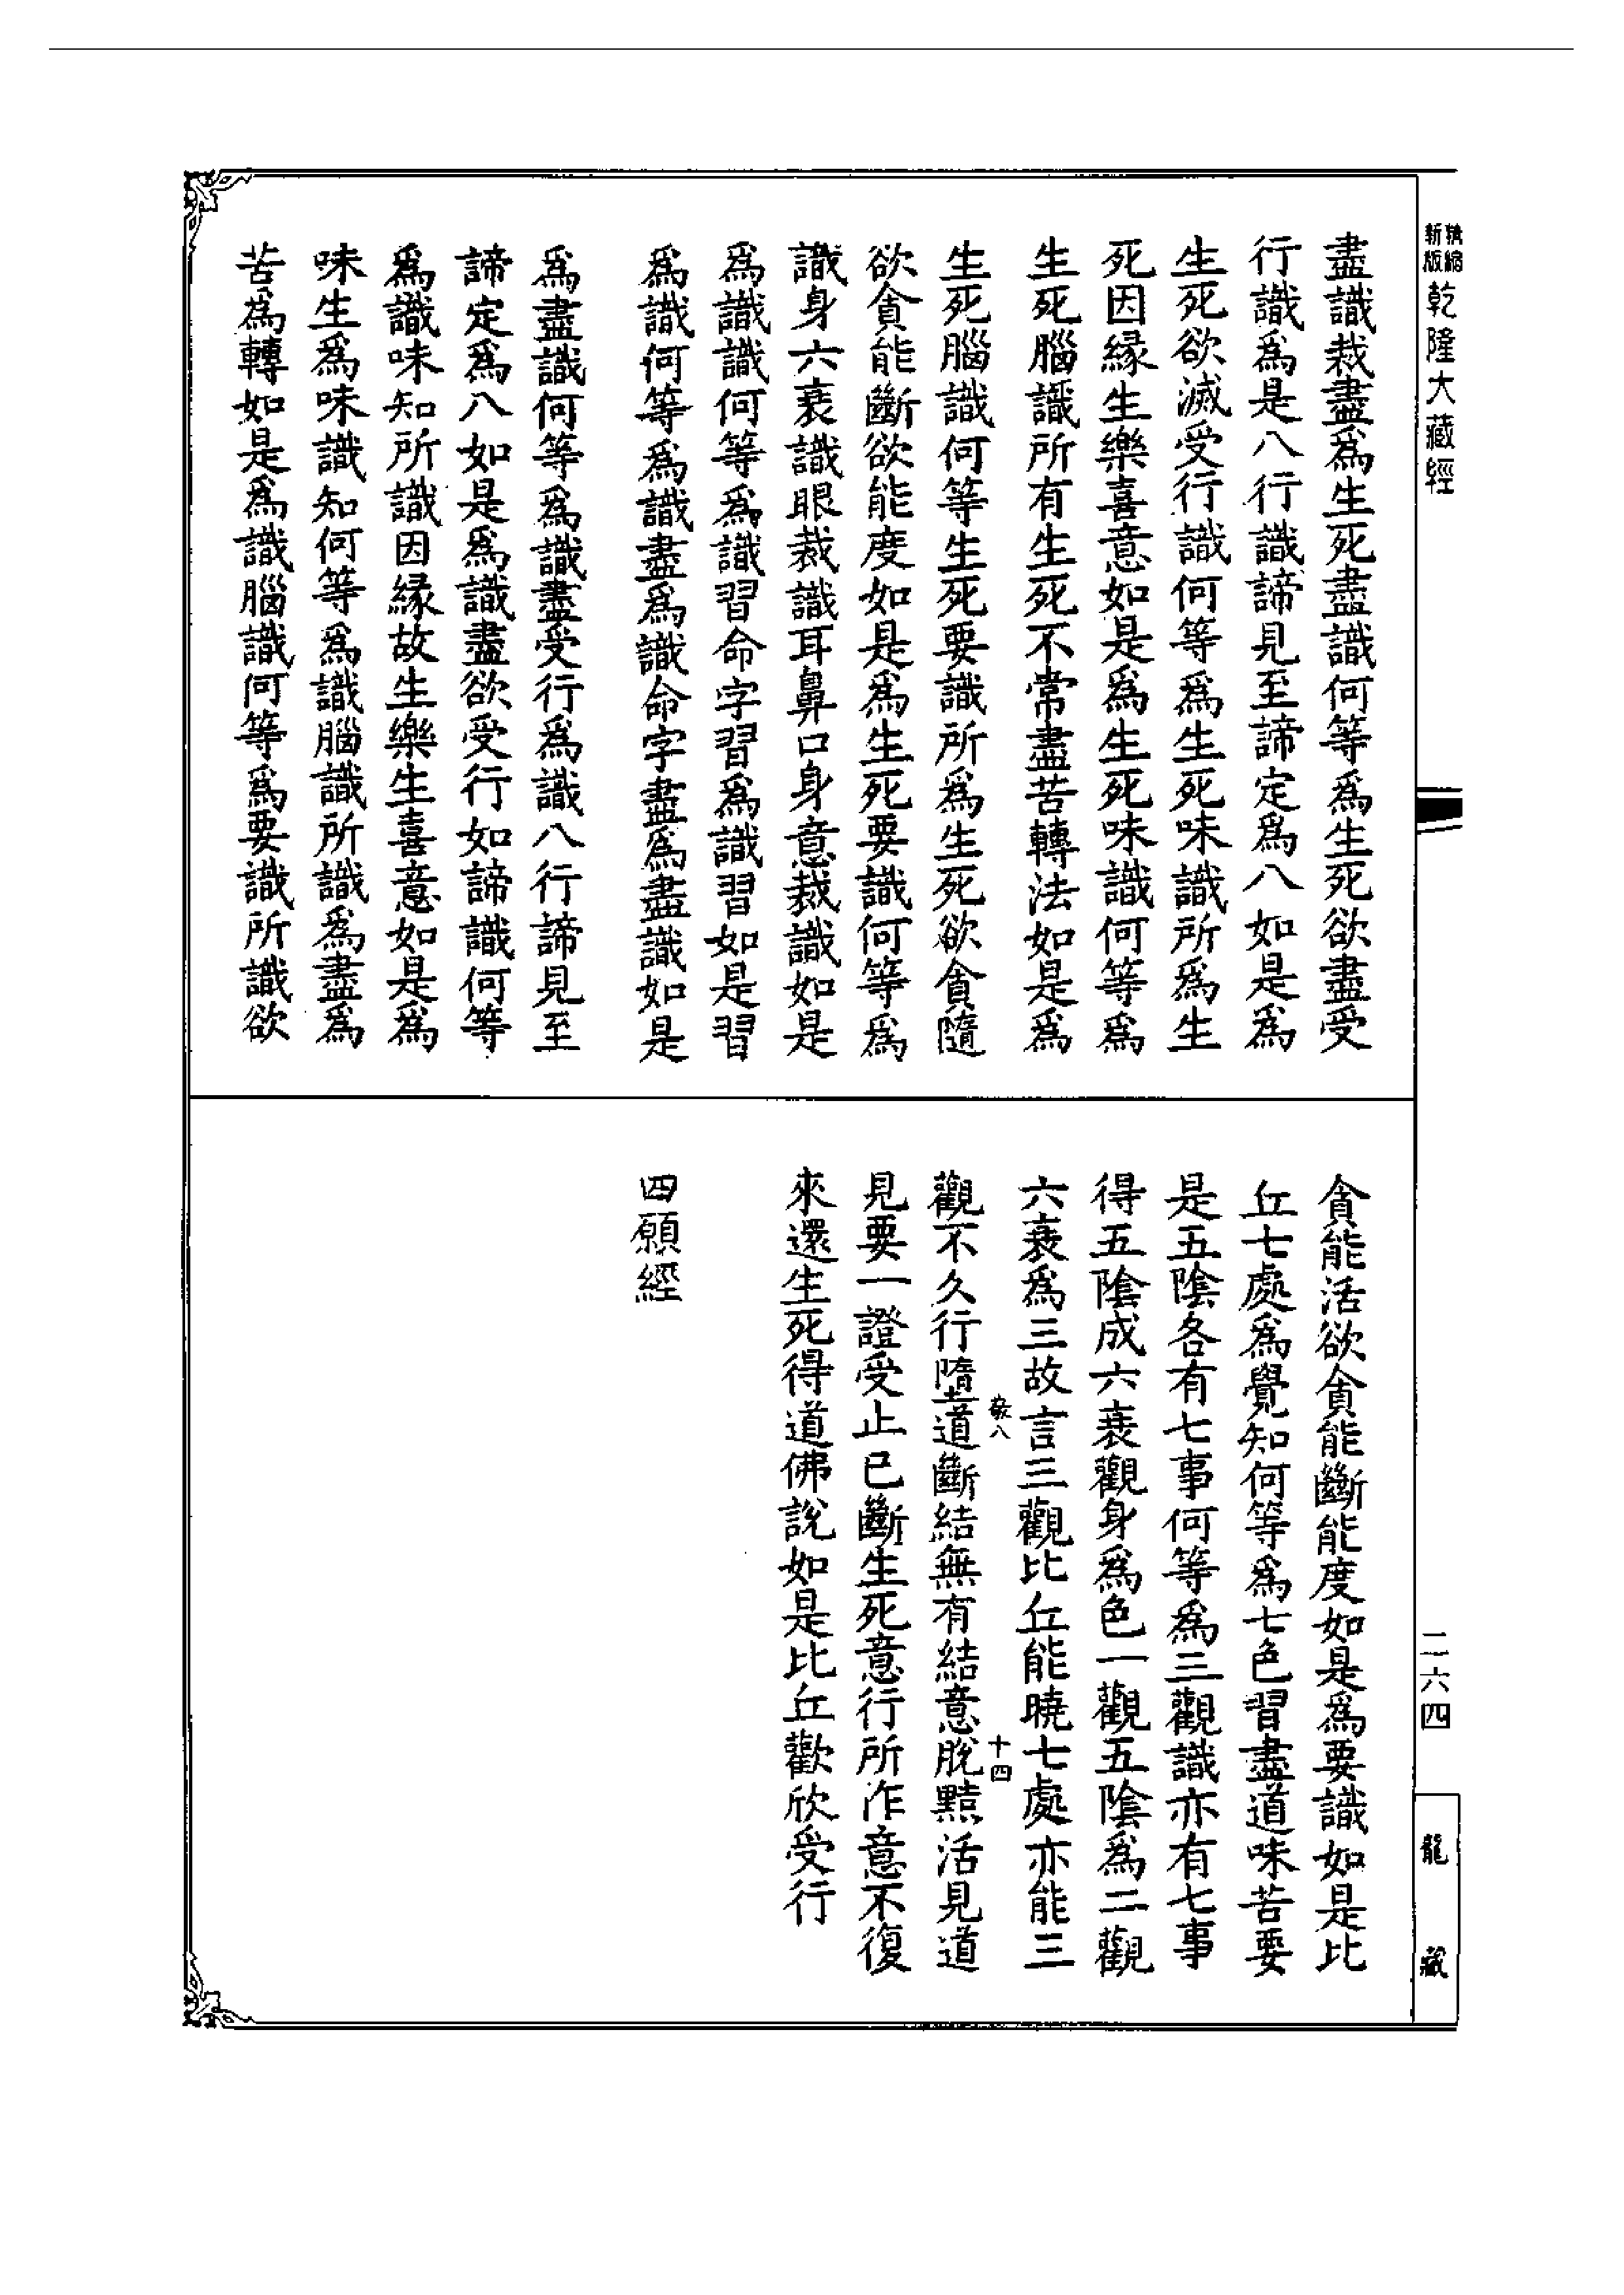 精縮新版乾隆大藏經
盡識裁盡爲生死盡識何等爲生死欲盡受
行識爲是八行識諦見至諦定爲八如是爲
生死欲滅受行識何等爲生死味識所爲生
死因緣生樂喜意如是爲生死味識何等爲
生死腦識所有生死不常盡苦轉法如是爲
生死腦識何等生死要識所爲生死欲貪隨
欲貪能斷欲能度如是爲生死要識何等爲
識身六衰識眼裁識耳鼻口身意裁識如是
爲識識何等爲識習命字習爲識習如是習
爲識何等爲識盡爲識命字盡爲盡識如是
爲盡識何等爲識盡受行爲識八行諦見至
諦定爲八如是爲識盡欲受行如諦識何等
爲識味知所識因緣故生樂生喜意如是爲
味生爲味識知何等爲識腦識所識爲盡爲
苦爲轉如是爲識腦識何等爲要識所識欲
貪能活欲貪能斷能度如是爲要識如是比
丘七處爲覺知何等爲七色習盡道味苦要
是五陰各有七事何等爲三觀識亦有七事
得五陰成六衰觀身爲色一觀五陰爲二觀
六衰爲三故言三觀比丘能曉七處亦能三
敬八 十四
觀不久行墮道斷結無有結意脫黠活見道
見要一證受止已斷生死意行所作意不復
來還生死得道佛說如是比丘歡欣受行
四願經
二六四
龍藏